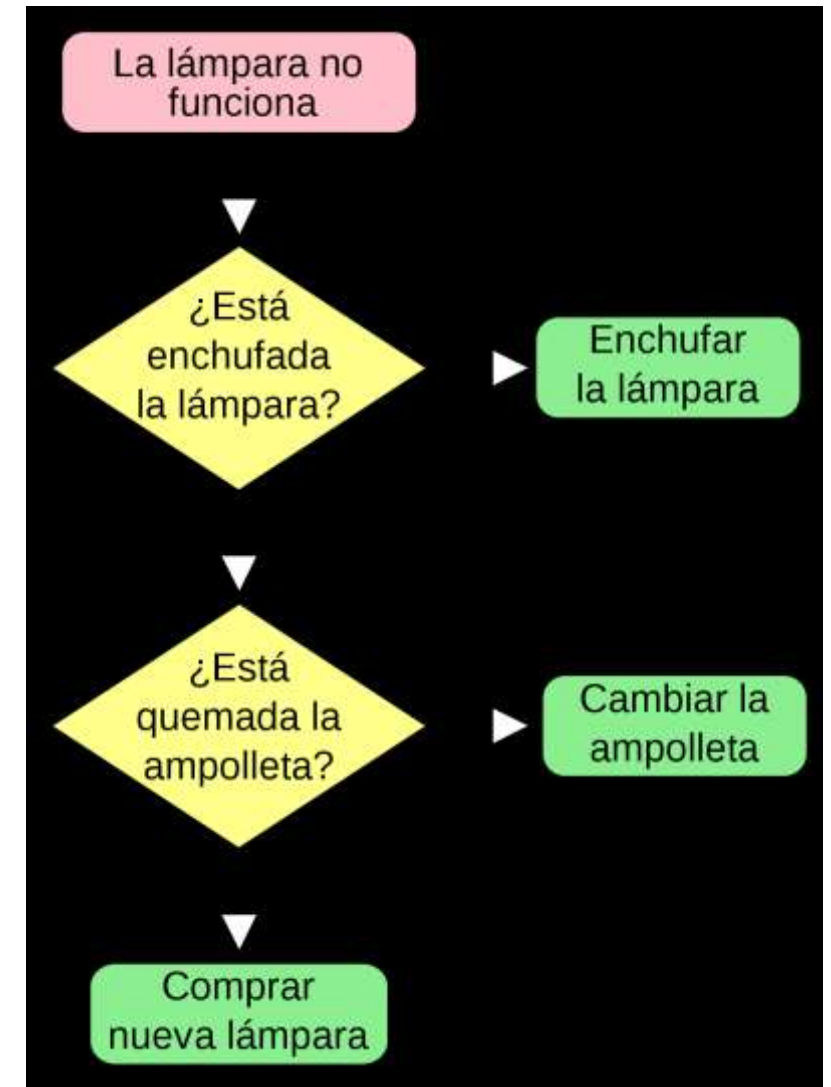 La lámpara no
funciona
¿Está
enchufada
la lámpara?
Enchufar
la lámpara
¿Está
quemada la
ampolleta?
Cambiar la
ampolleta
Comprar
nueva lámpara